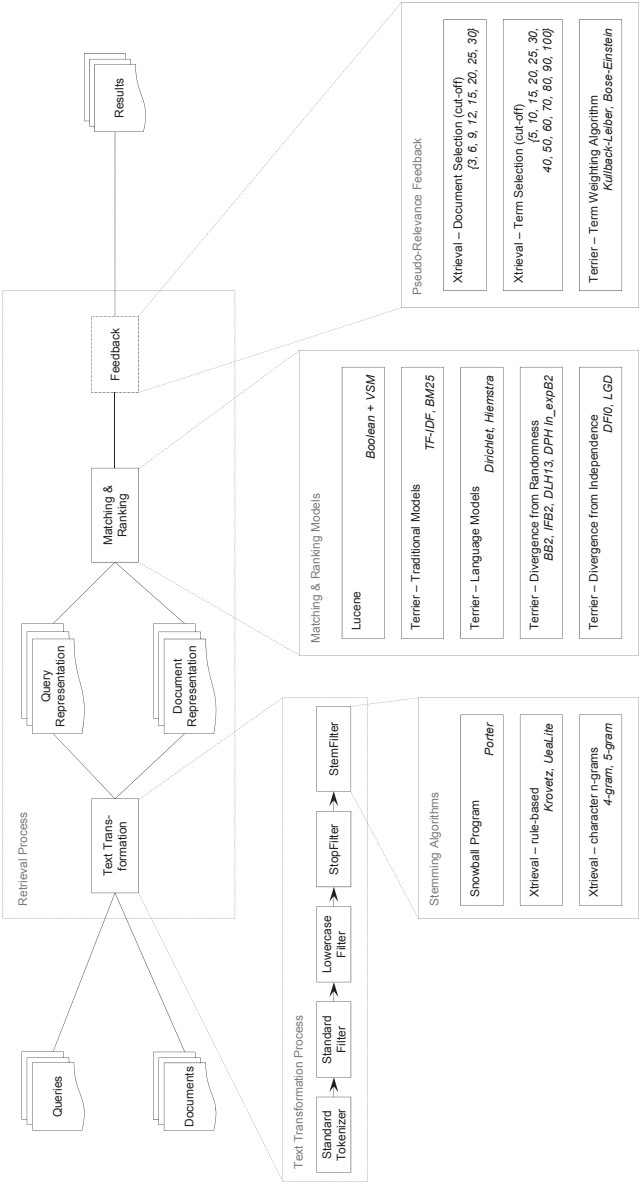 Retrieval Process
Queries
Documents
Text Trans-
formation
Query
Representation
Document
Representation
Matching &
Ranking
Feedback
Results
Text Transformation Process
Standard
Tokenizer
Standard
Filter
Lowercase
Filter
StopFilter
StemFilter
Stemming Algorithms
Snowball Program
Porter
Xtrieval – rule-based
Krovetz, UeaLite
Xtrieval – character n-grams
4-gram, 5-gram
Matching & Ranking Models
Lucene
Boolean + VSM
Terrier – Traditional Models
TF-IDF, BM25
Terrier – Language Models
Dirichlet, Hiemstra
Terrier – Divergence from Randomness
BB2, IFB2, DLH13, DPH In_expB2
Terrier – Divergence from Independence
DFI0, LGD
Pseudo-Relevance Feedback
Xtrieval – Document Selection (cut-off)
{3, 6, 9, 12, 15, 20, 25, 30}
Xtrieval – Term Selection (cut-off)
{5, 10, 15, 20, 25, 30,
40, 50, 60, 70, 80, 90, 100}
Terrier – Term Weighting Algorithm
Kullback-Leiber, Bose-Einstein